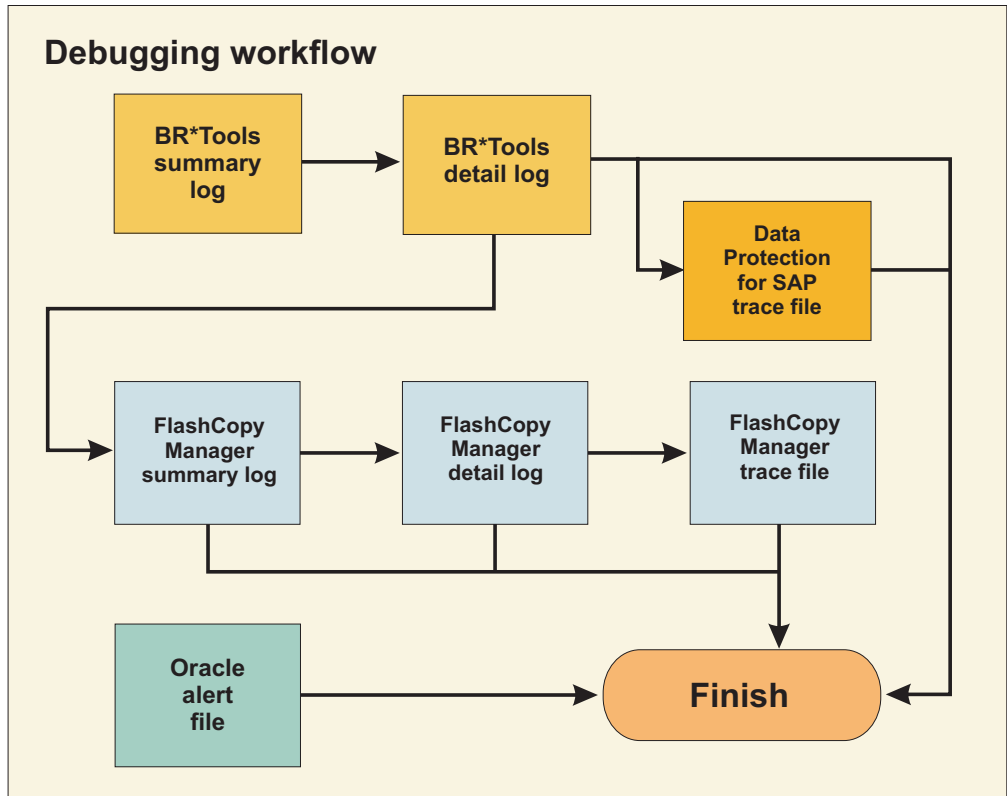 Debugging workflow
BR*Tools
summary
log
BR*Tools
detail log
Data
Protection
for SAP
trace file
FlashCopy
Manager
summary log
FlashCopy
Manager
detail log
FlashCopy
Manager
trace file
Oracle
alert
file
Finish